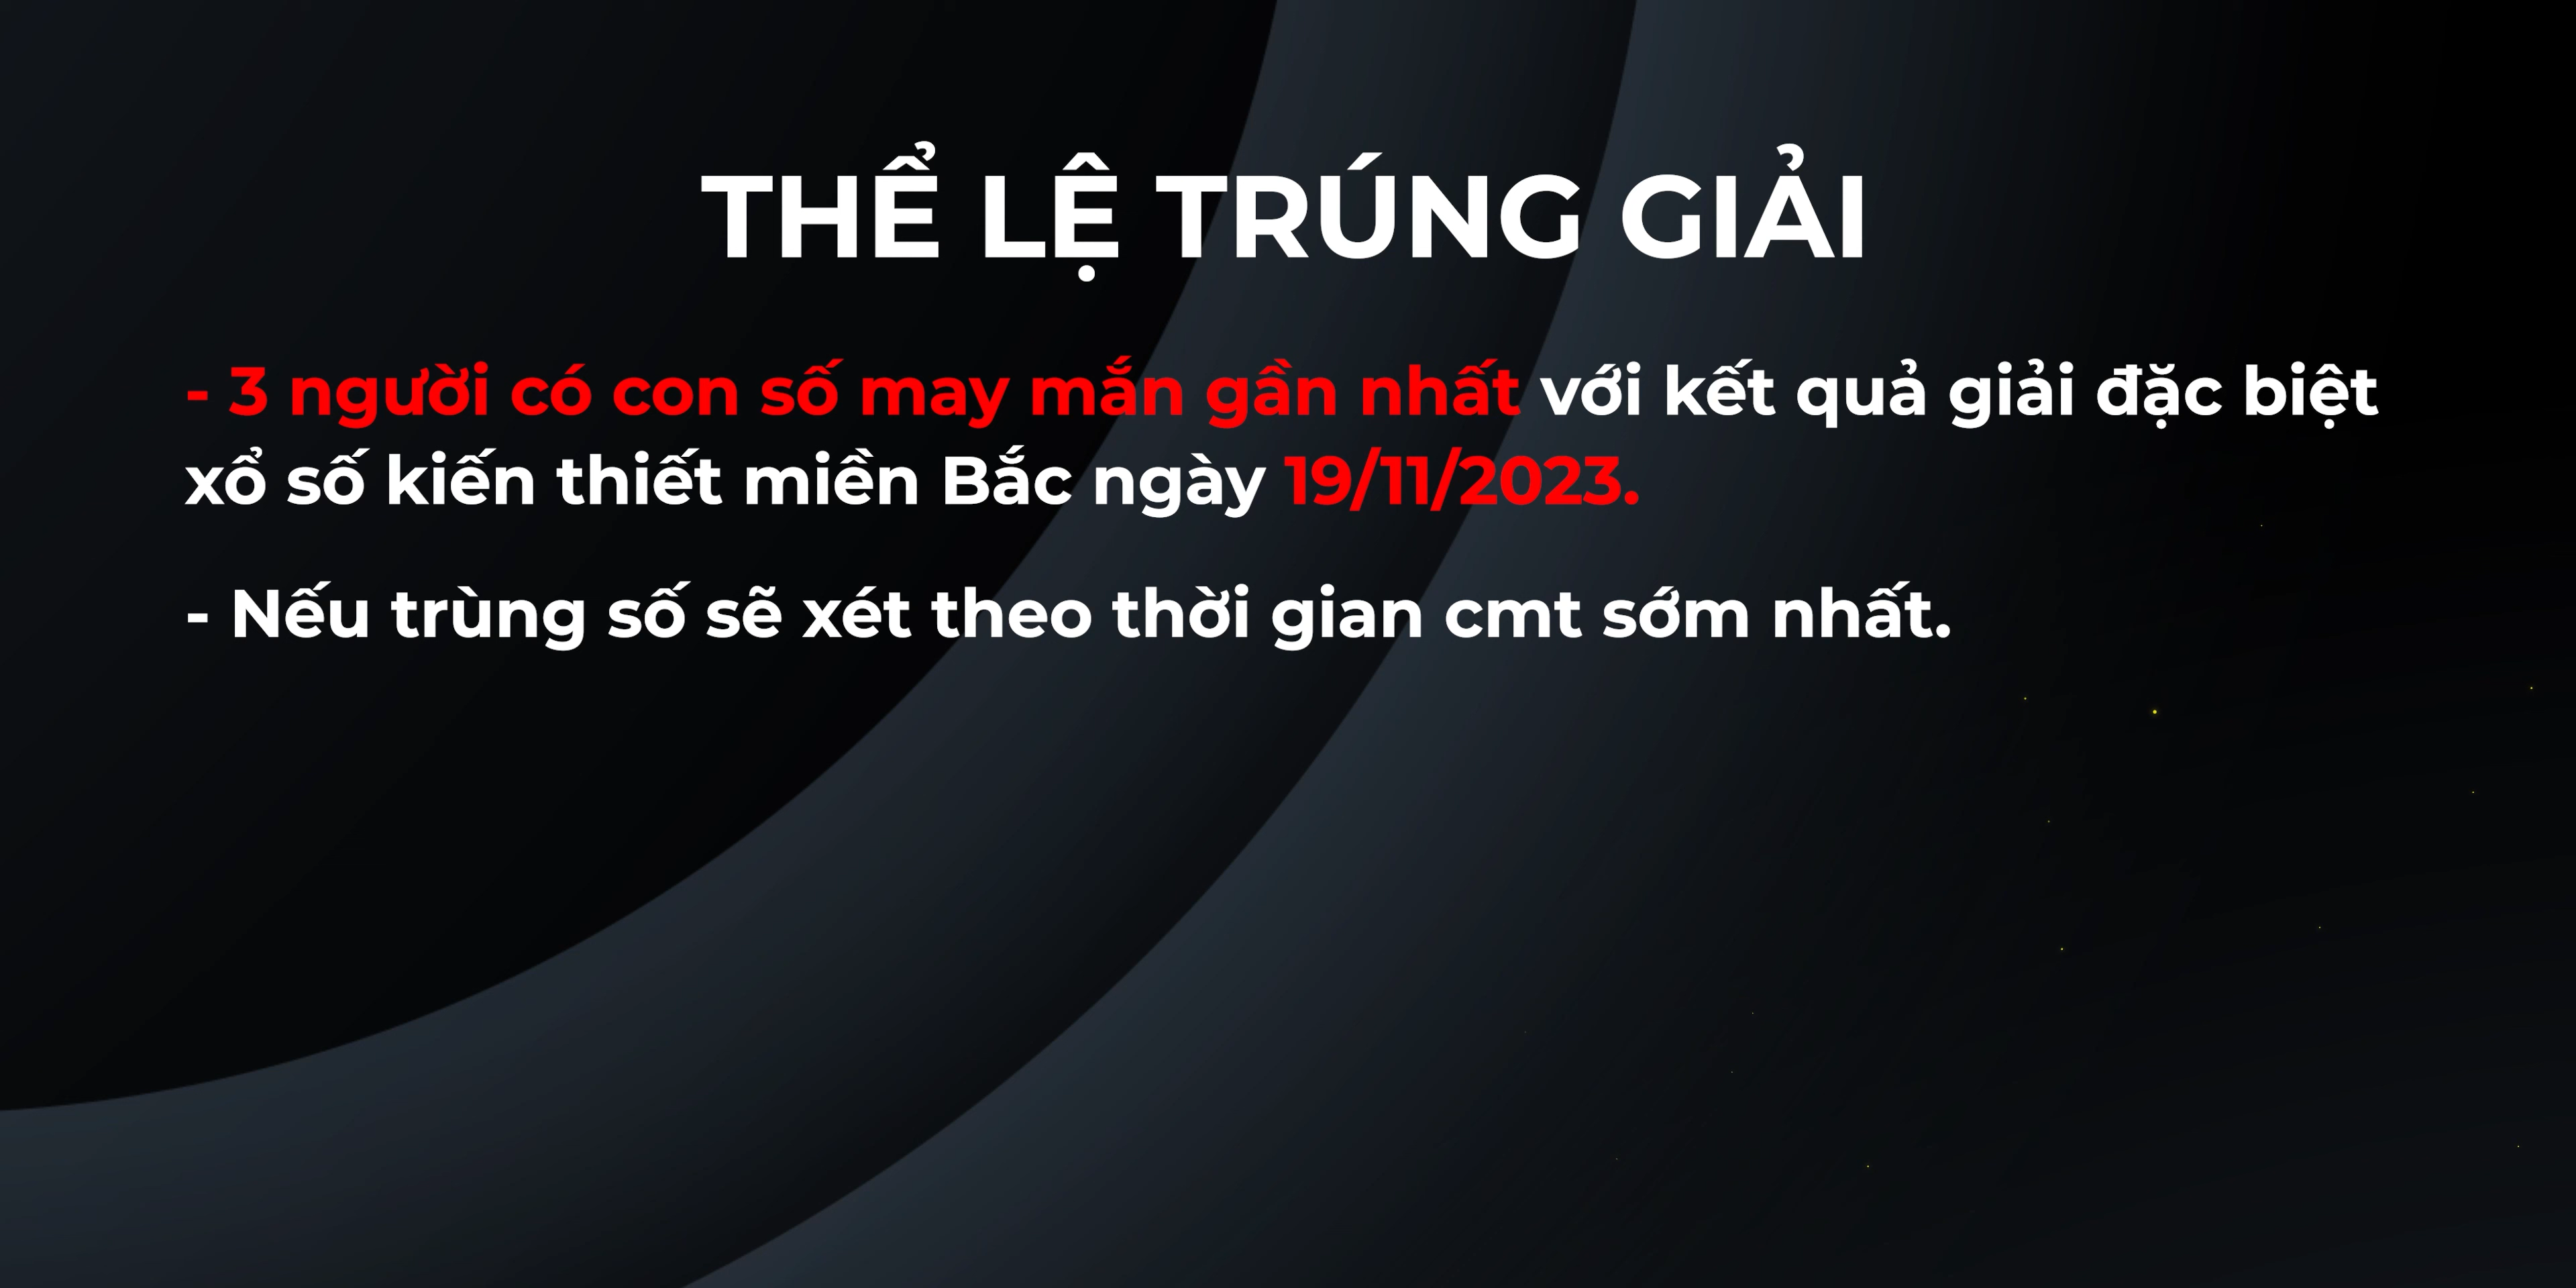 THỂ LỆ TRÚNG GIẢI
- 3 người có con số may mắn gần nhất với kết quả giải đặc biệt
xổ số kiến thiết miền Bắc ngày 19/11/2023.
- Nếu trùng số sẽ xét theo thời gian cmt sớm nhất.